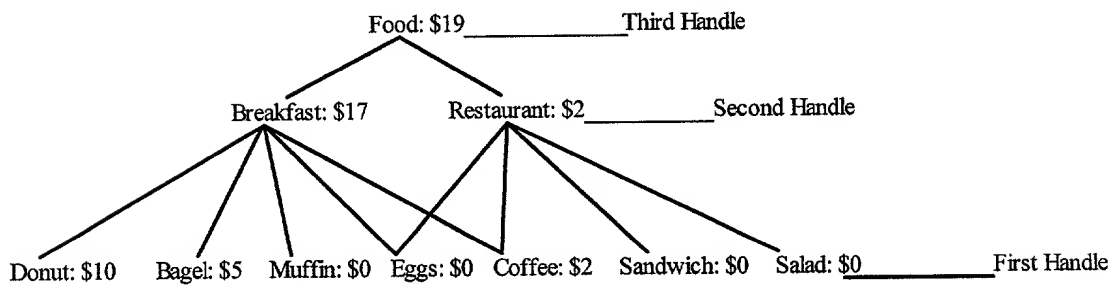 Food: $19 Third Handle
Breakfast: $17 Restaurant: $2 Second Handle
Donut: $10 Bagel: $5 Muffin: $0 Eggs: $0 Coffee: $2 Sandwich: $0 Salad: $0 First Handle